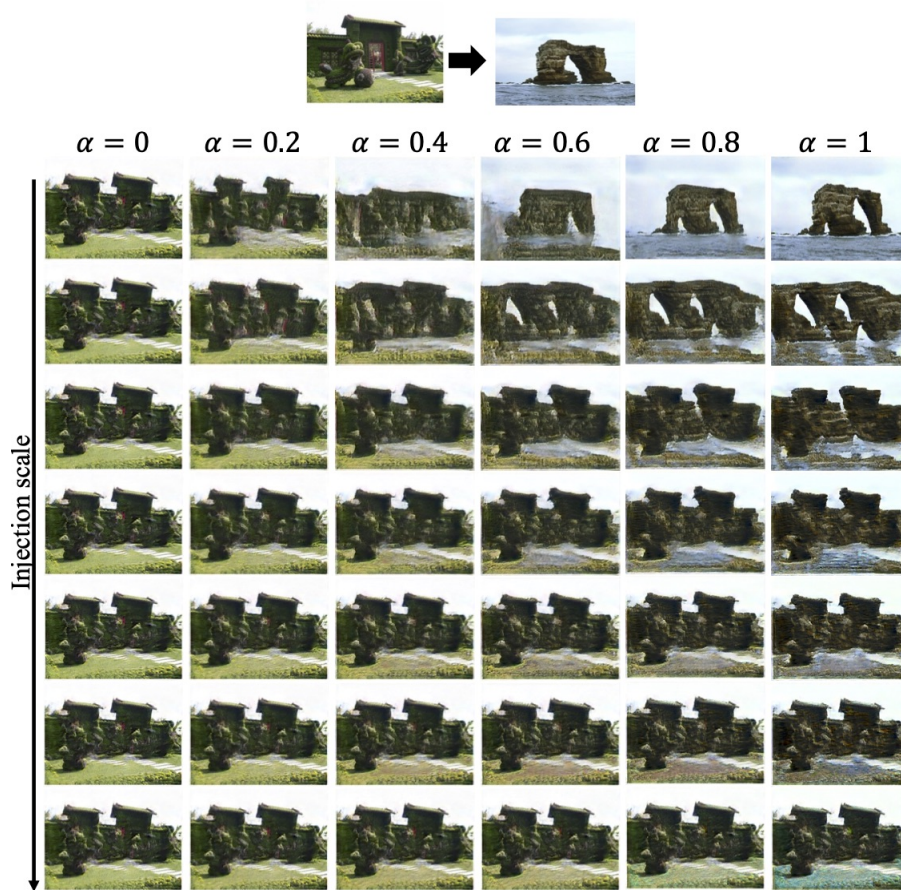 α = 0 α = 0.2 α = 0.4 α = 0.6 α = 0.8 α = 1
Injection scale